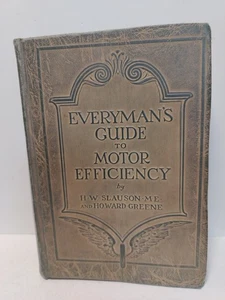 EVERYMAN'S
GUIDE
TO
MOTOR
EFFICIENCY
by
H. W. SLAUSON M.E.
AND HOWARD GREENE